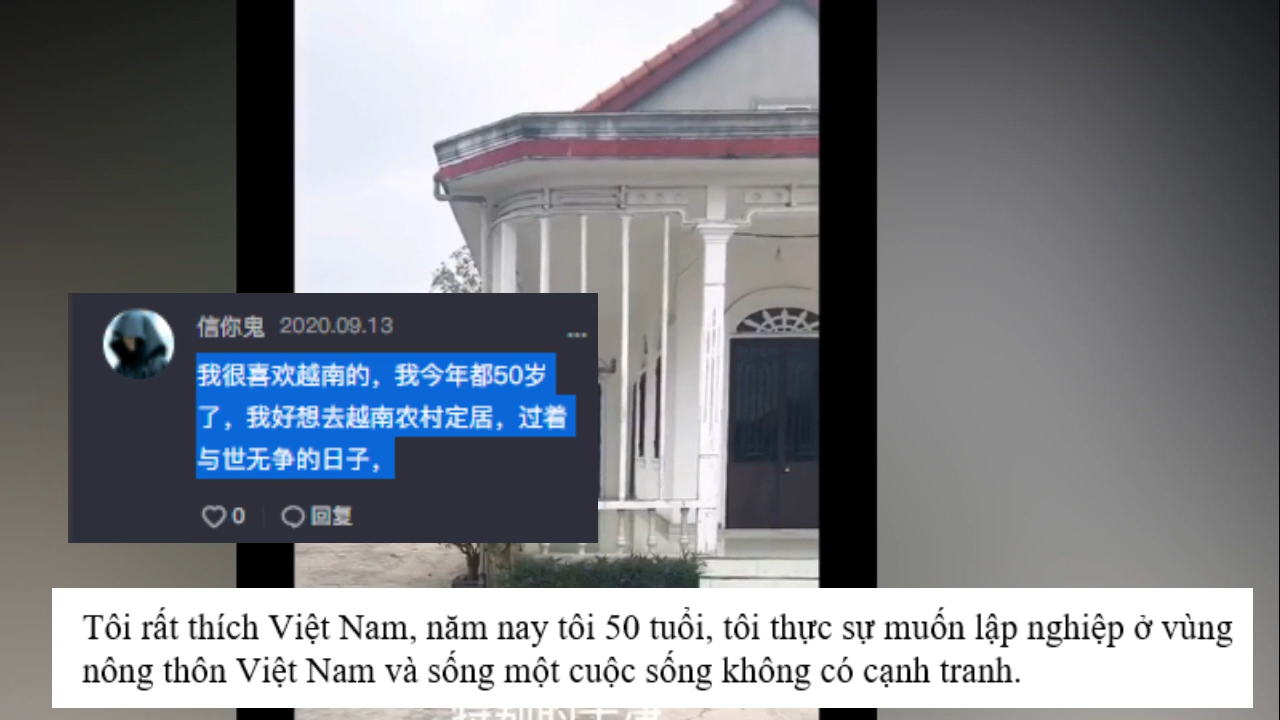 信你鬼 2020.09.13
我很喜欢越南的，我今年都50岁
了，我好想去越南农村定居，过着
与世无争的日子，
0 回复
Tôi rất thích Việt Nam, năm nay tôi 50 tuổi, tôi thực sự muốn lập nghiệp ở vùng
nông thôn Việt Nam và sống một cuộc sống không có cạnh tranh.